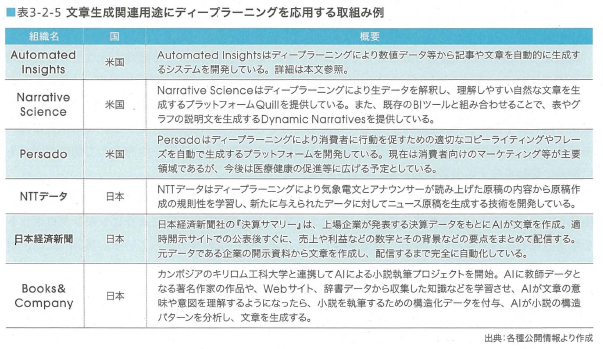 ■表3-2-5 文章生成関連用途にディープラーニングを応用する取組み例
組織名 国 概要
Automated Insights 米国 Automated Insightsはディープラーニングにより数値データ等から記事や文章を自動的に生成す
るシステムを開発している。詳細は本文参照。
Narrative Science 米国 Narrative Scienceはディープラーニングにより生データを解釈し、理解しやすい自然な文章を生
成するプラットフォームQuillを提供している。また、既存のBIツールと組み合わせることで、表やグ
ラフの説明文を生成するDynamic Narrativesを提供している。
Persado 米国 Persadoはディープラーニングにより消費者に行動を促すための適切なコピーライティングやフレー
ズを自動で生成するプラットフォームを開発している。現在は消費者向けのマーケティング等が主要
領域であるが、今後は医療健康の促進等に広げる予定としている。
NTTデータ 日本 NTTデータはディープラーニングにより気象電文とアナウンサーが読み上げた原稿の内容から原稿作
成の規則性を学習し、新たに与えられたデータに対してニュース原稿を生成する技術を開発している。
日本経済新聞 日本 日本経済新聞社の『決算サマリー』は、上場企業が発表する決算データをもとにAIが文章を作成。適
時開示サイトでの公表後すぐに、売上や利益などの数字とその背景などの要点をまとめて配信する。
元データである企業の開示資料から文章を作成し、配信するまで完全に自動化している。
Books& Company 日本 カンボジアのキリロム工科大学と連携してAIによる小説執筆プロジェクトを開始。AIに教師データと
なる著名作家の作品や、Webサイト、辞書データから収集した知識などを学習させ、AIが文章の意
味や意図を理解するようになったら、小説を執筆するための構造化データを付与、AIが小説の構造
パターンを分析し、文章を生成する。
出典:各種公開情報より作成